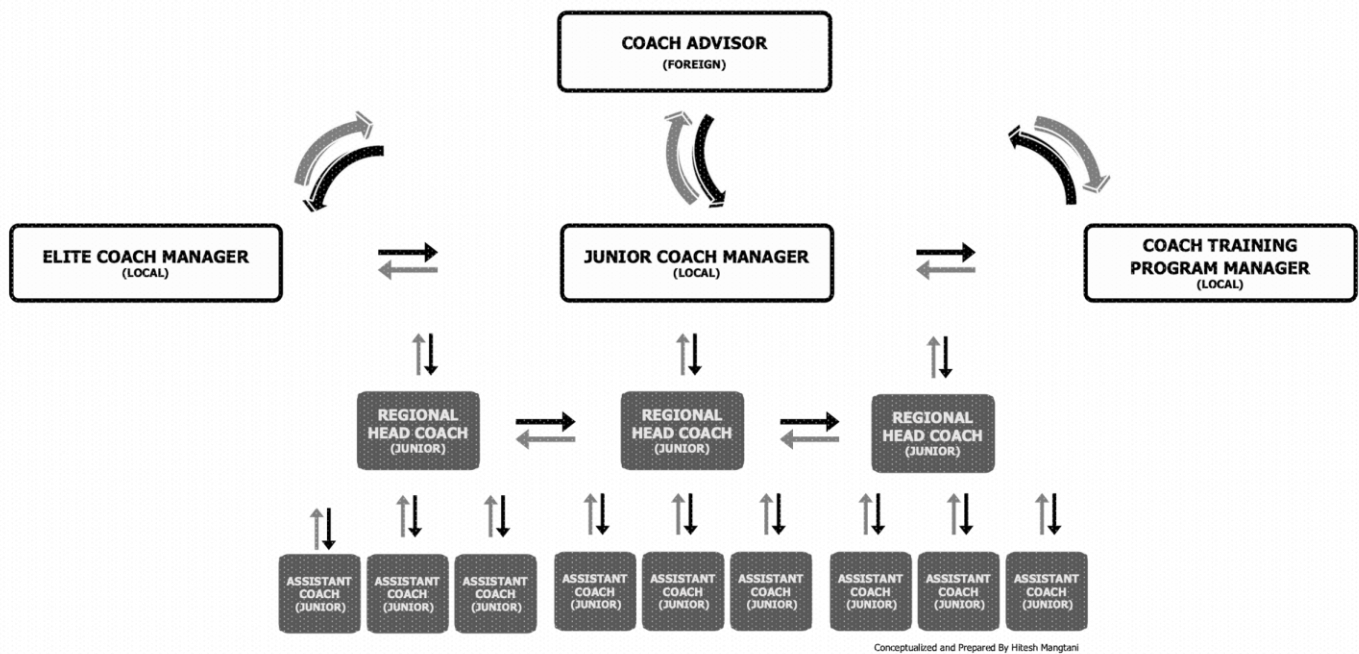 COACH ADVISOR
(FOREIGN)
ELITE COACH MANAGER
(LOCAL)
JUNIOR COACH MANAGER
(LOCAL)
COACH TRAINING
PROGRAM MANAGER
(LOCAL)
REGIONAL
HEAD COACH
(JUNIOR)
REGIONAL
HEAD COACH
(JUNIOR)
REGIONAL
HEAD COACH
(JUNIOR)
ASSISTANT
COACH
(JUNIOR)
ASSISTANT
COACH
(JUNIOR)
ASSISTANT
COACH
(JUNIOR)
ASSISTANT
COACH
(JUNIOR)
ASSISTANT
COACH
(JUNIOR)
ASSISTANT
COACH
(JUNIOR)
ASSISTANT
COACH
(JUNIOR)
ASSISTANT
COACH
(JUNIOR)
ASSISTANT
COACH
(JUNIOR)
Conceptualized and Prepared By Hitesh Mangtani